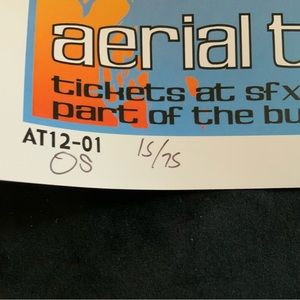 aerial t
tickets at sfx
part of the bu
AT12-01
OS 15/75